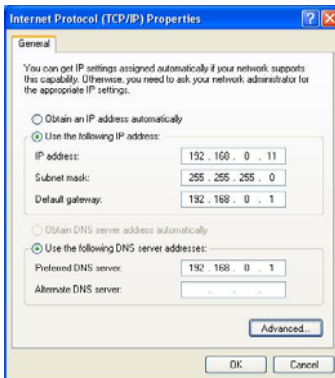 Internet Protocol (TCP/IP) Properties
General
You can get IP settings assigned automatically if your network supports
this capability. Otherwise, you need to ask your network administrator for
the appropriate IP settings.
Obtain an IP address automatically
Use the following IP address:
IP address: 192 . 168 . 0 . 11
Subnet mask: 255 . 255 . 255 . 0
Default gateway: 192 . 168 . 0 . 1
Obtain DNS server address automatically
Use the following DNS server addresses:
Preferred DNS server: 192 . 168 . 0 . 1
Alternate DNS server: . . .
Advanced...
OK Cancel